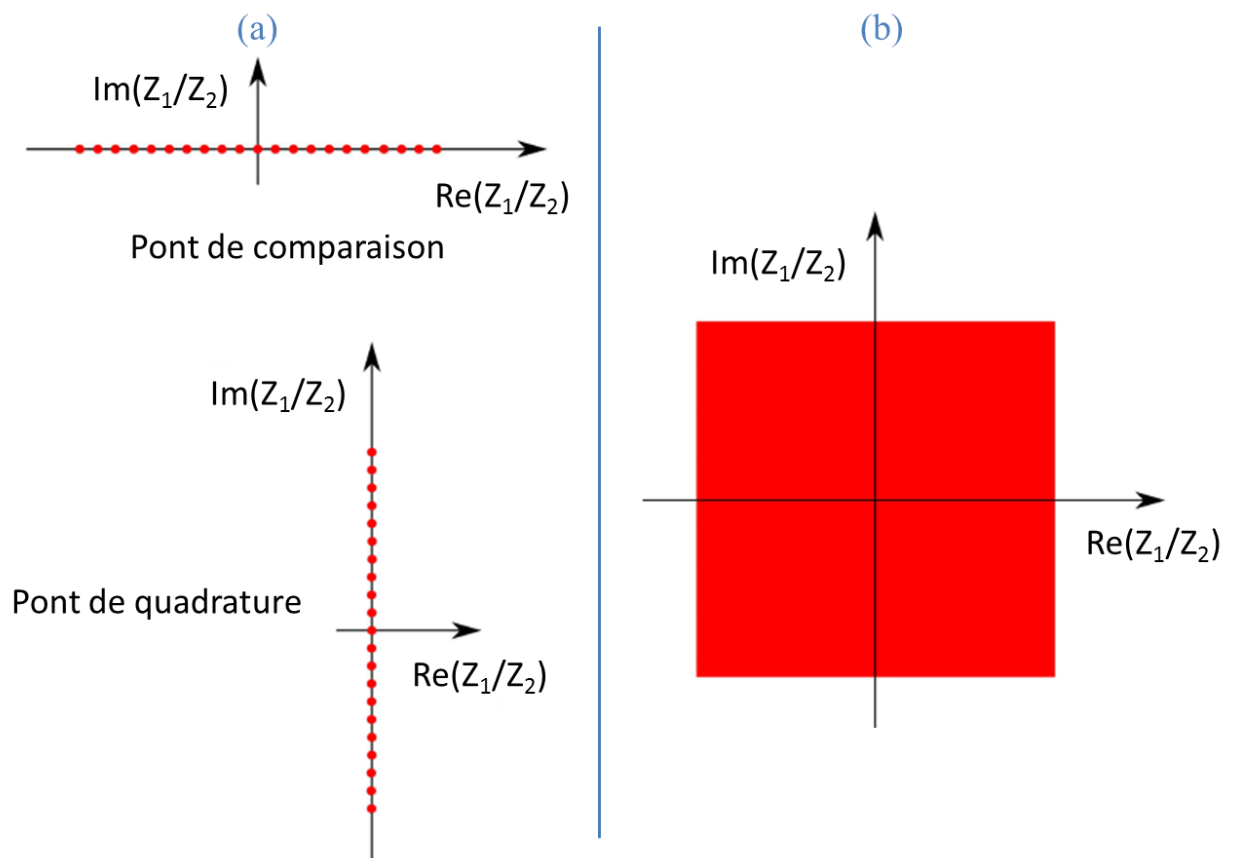 (a)
Im(Z₁/Z₂)
Re(Z₁/Z₂)
Pont de comparaison
Im(Z₁/Z₂)
Pont de quadrature
Re(Z₁/Z₂)
(b)
Im(Z₁/Z₂)
Re(Z₁/Z₂)